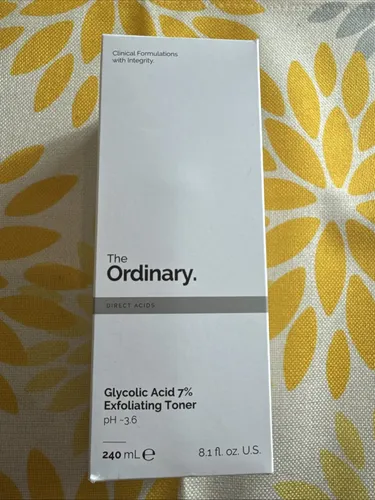 Clinical Formulations
with Integrity.
The
Ordinary.
DIRECT ACIDS
Glycolic Acid 7%
Exfoliating Toner
pH ~3.6
240 mL ℮
8.1 fl. oz. U.S.